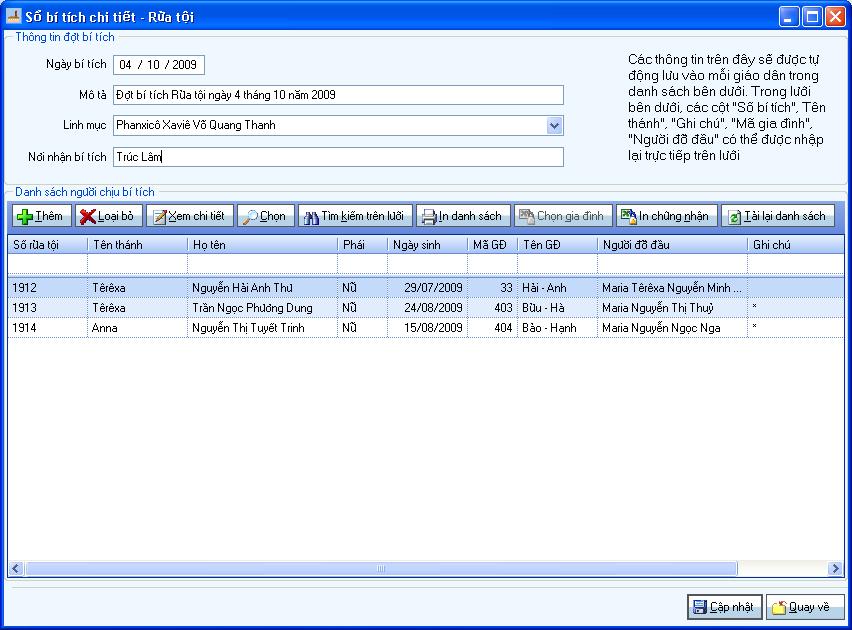 Sổ bí tích chi tiết - Rửa tội
Thông tin đợt bí tích
Ngày bí tích 04 / 10 / 2009
Mô tả Đợt bí tích Rửa tội ngày 4 tháng 10 năm 2009
Linh mục Phanxicô Xaviê Võ Quang Thanh
Nơi nhận bí tích Trúc Lâm
Các thông tin trên đây sẽ được tự
động lưu vào mỗi giáo dân trong
danh sách bên dưới. Trong lưới
bên dưới, các cột "Số bí tích", Tên
thánh", "Ghi chú", "Mã gia đình",
"Người đỡ đầu" có thể được nhập
lại trực tiếp trên lưới
Danh sách người chịu bí tích
Thêm Loại bỏ Xem chi tiết Chọn Tìm kiếm trên lưới In danh sách Chọn gia đình In chứng nhận Tải lại danh sách
Số rửa tội Tên thánh Họ tên Phái Ngày sinh Mã GĐ Tên GĐ Người đỡ đầu Ghi chú
1912 Têrêxa Nguyễn Hải Anh Thư Nữ 29/07/2009 33 Hải - Anh Maria Têrêxa Nguyễn Minh ...
1913 Têrêxa Trần Ngọc Phương Dung Nữ 24/08/2009 403 Bửu - Hà Maria Nguyễn Thị Thuỷ *
1914 Anna Nguyễn Thị Tuyết Trinh Nữ 15/08/2009 404 Bảo - Hạnh Maria Nguyễn Ngọc Nga *
Cập nhật Quay về